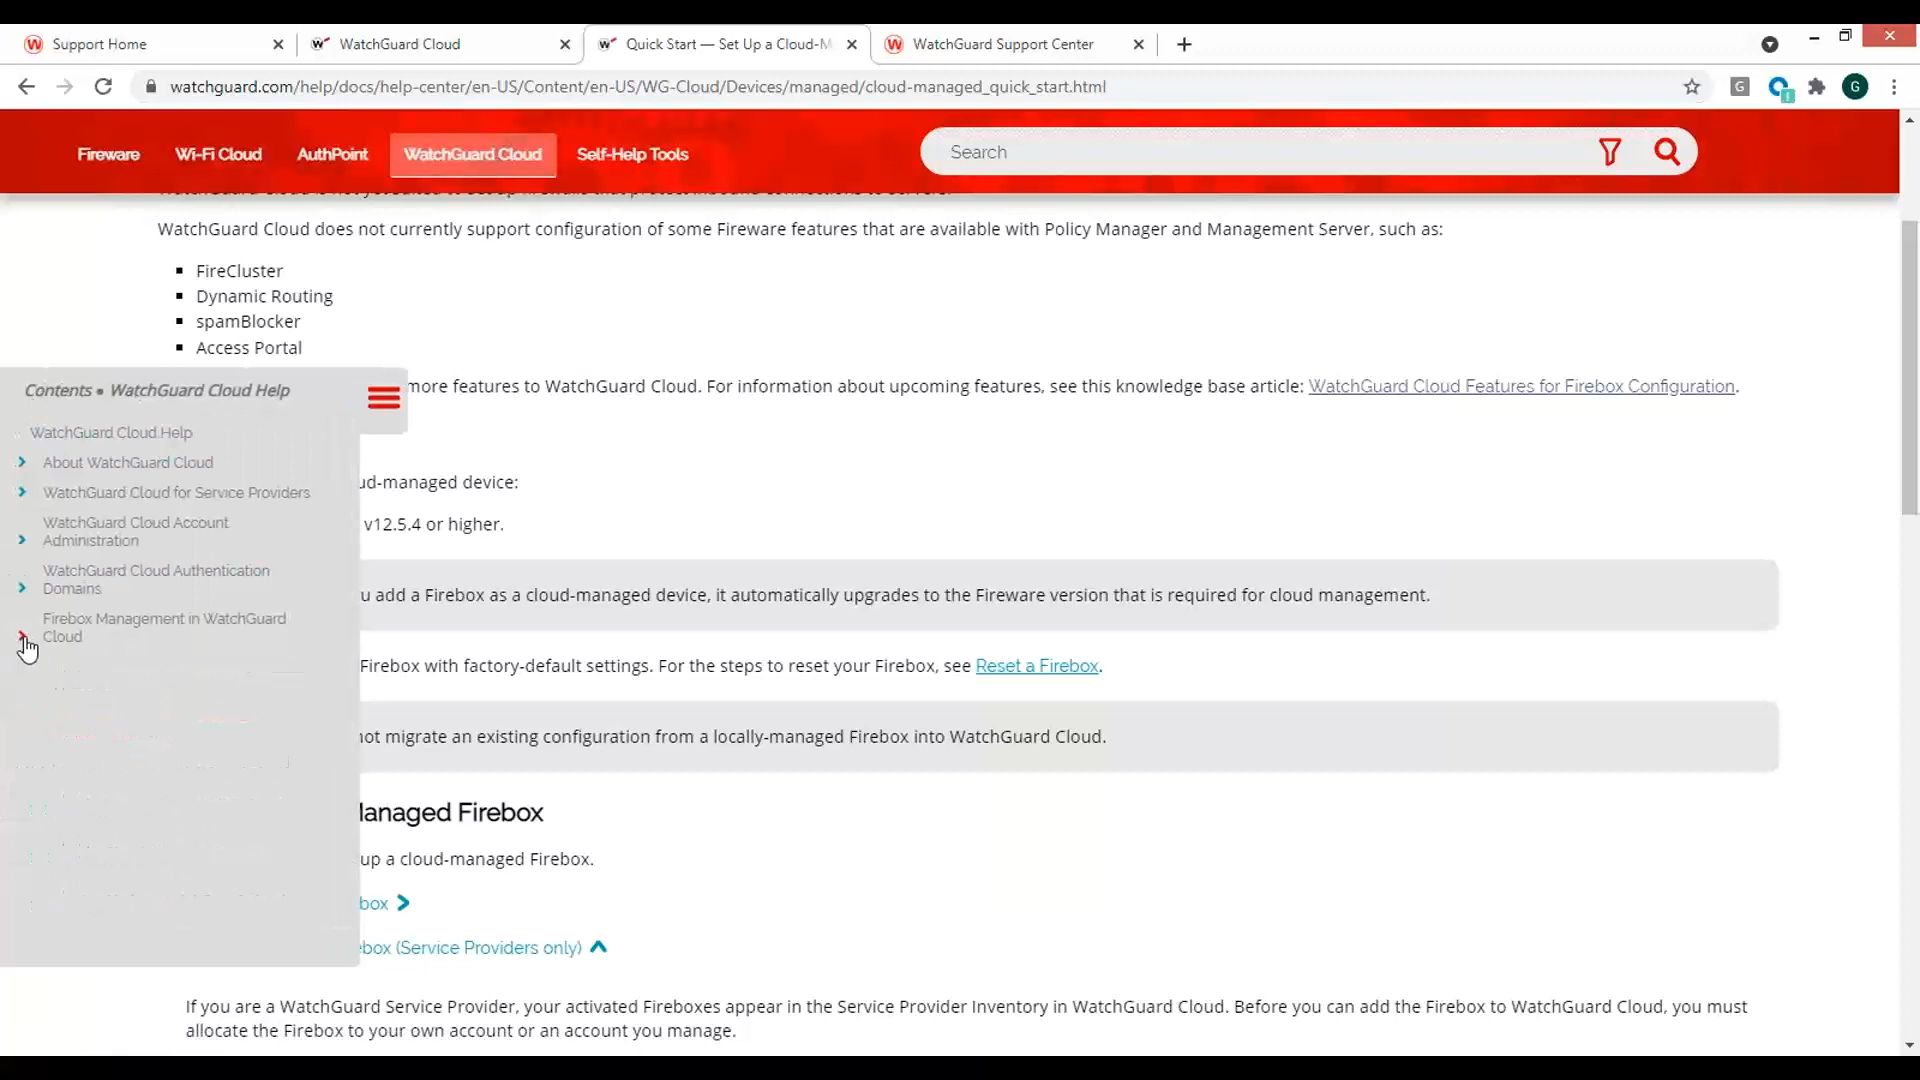 Support Home
WatchGuard Cloud
Quick Start — Set Up a Cloud-M
WatchGuard Support Center
watchguard.com/help/docs/help-center/en-US/Content/en-US/WG-Cloud/Devices/managed/cloud-managed_quick_start.html
G
G
Fireware
Wi-Fi Cloud
AuthPoint
WatchGuard Cloud
Self-Help Tools
Search
WatchGuard Cloud does not currently support configuration of some Fireware features that are available with Policy Manager and Management Server, such as:
FireCluster
Dynamic Routing
spamBlocker
Access Portal
Contents • WatchGuard Cloud Help
more features to WatchGuard Cloud. For information about upcoming features, see this knowledge base article: WatchGuard Cloud Features for Firebox Configuration.
WatchGuard Cloud Help
About WatchGuard Cloud
WatchGuard Cloud for Service Providers
WatchGuard Cloud Account
Administration
WatchGuard Cloud Authentication
Domains
Firebox Management in WatchGuard
Cloud
ud-managed device:
v12.5.4 or higher.
u add a Firebox as a cloud-managed device, it automatically upgrades to the Fireware version that is required for cloud management.
Firebox with factory-default settings. For the steps to reset your Firebox, see Reset a Firebox.
not migrate an existing configuration from a locally-managed Firebox into WatchGuard Cloud.
Managed Firebox
up a cloud-managed Firebox.
box
ebox (Service Providers only)
If you are a WatchGuard Service Provider, your activated Fireboxes appear in the Service Provider Inventory in WatchGuard Cloud. Before you can add the Firebox to WatchGuard Cloud, you must
allocate the Firebox to your own account or an account you manage.